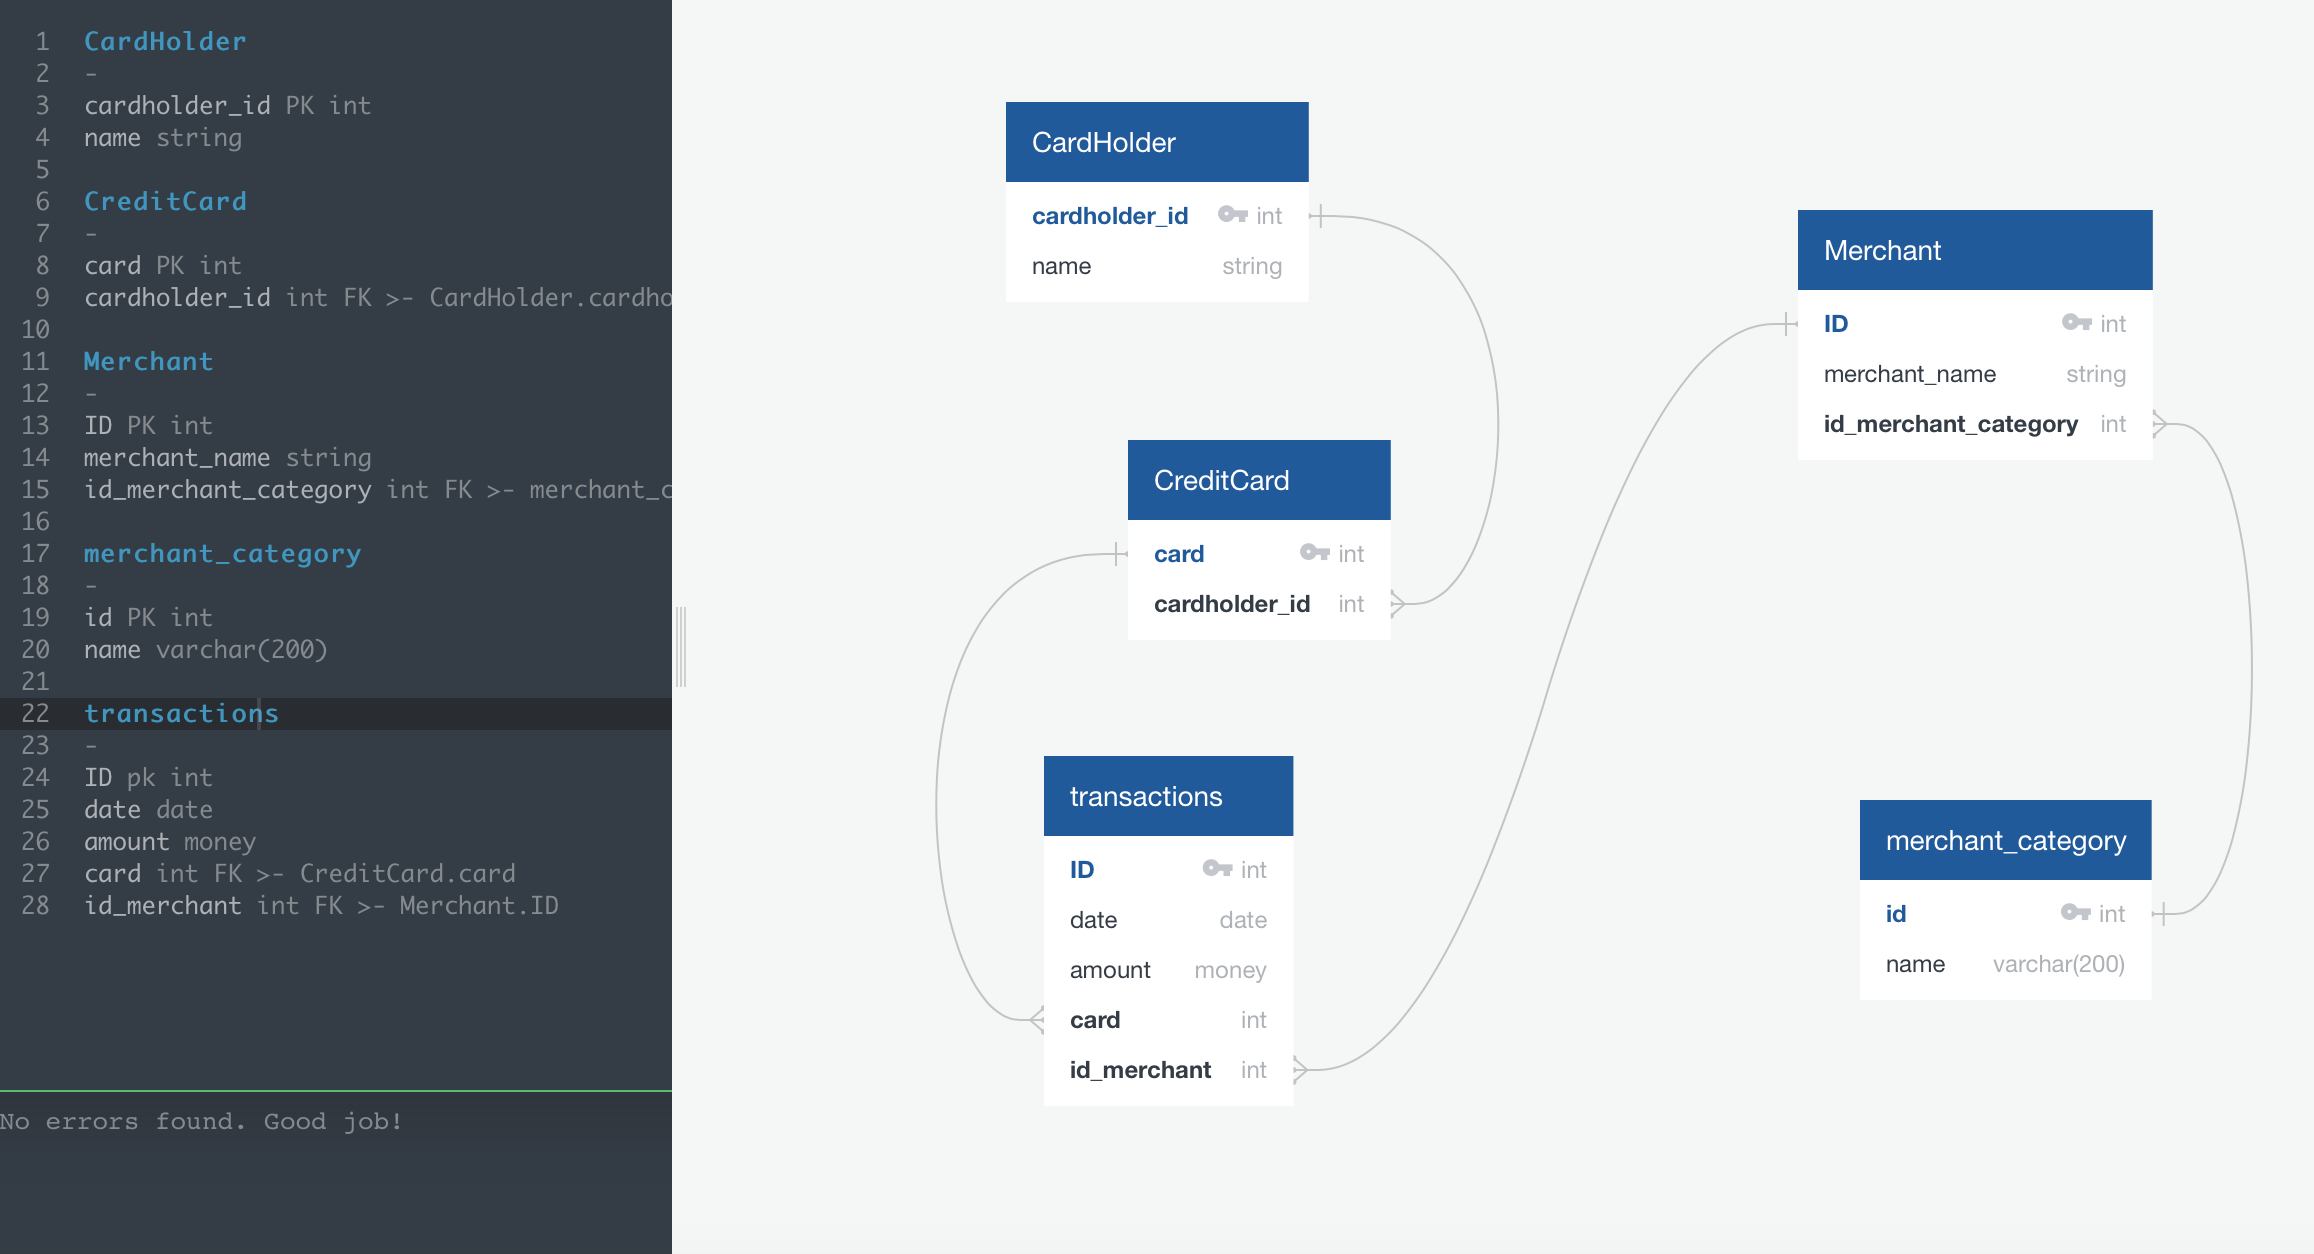 1 CardHolder
2 -
3 cardholder_id PK int
4 name string
5
6 CreditCard
7 -
8 card PK int
9 cardholder_id int FK >- CardHolder.cardho
10
11 Merchant
12 -
13 ID PK int
14 merchant_name string
15 id_merchant_category int FK >- merchant_c
16
17 merchant_category
18 -
19 id PK int
20 name varchar(200)
21
22 transactions
23 -
24 ID pk int
25 date date
26 amount money
27 card int FK >- CreditCard.card
28 id_merchant int FK >- Merchant.ID
No errors found. Good job!
CardHolder
cardholder_id int
name string
CreditCard
card int
cardholder_id int
transactions
ID int
date date
amount money
card int
id_merchant int
Merchant
ID int
merchant_name string
id_merchant_category int
merchant_category
id int
name varchar(200)